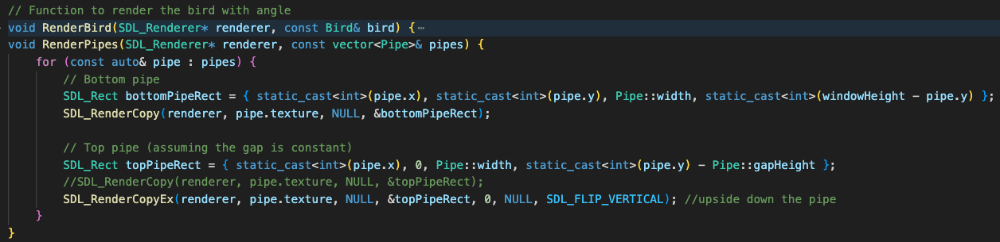 // Function to render the bird with angle
void RenderBird(SDL_Renderer* renderer, const Bird& bird) {⋯
void RenderPipes(SDL_Renderer* renderer, const vector<Pipe>& pipes) {
    for (const auto& pipe : pipes) {
        // Bottom pipe
        SDL_Rect bottomPipeRect = { static_cast<int>(pipe.x), static_cast<int>(pipe.y), Pipe::width, static_cast<int>(windowHeight - pipe.y) };
        SDL_RenderCopy(renderer, pipe.texture, NULL, &bottomPipeRect);

        // Top pipe (assuming the gap is constant)
        SDL_Rect topPipeRect = { static_cast<int>(pipe.x), 0, Pipe::width, static_cast<int>(pipe.y) - Pipe::gapHeight };
        //SDL_RenderCopy(renderer, pipe.texture, NULL, &topPipeRect);
        SDL_RenderCopyEx(renderer, pipe.texture, NULL, &topPipeRect, 0, NULL, SDL_FLIP_VERTICAL); //upside down the pipe
    }
}